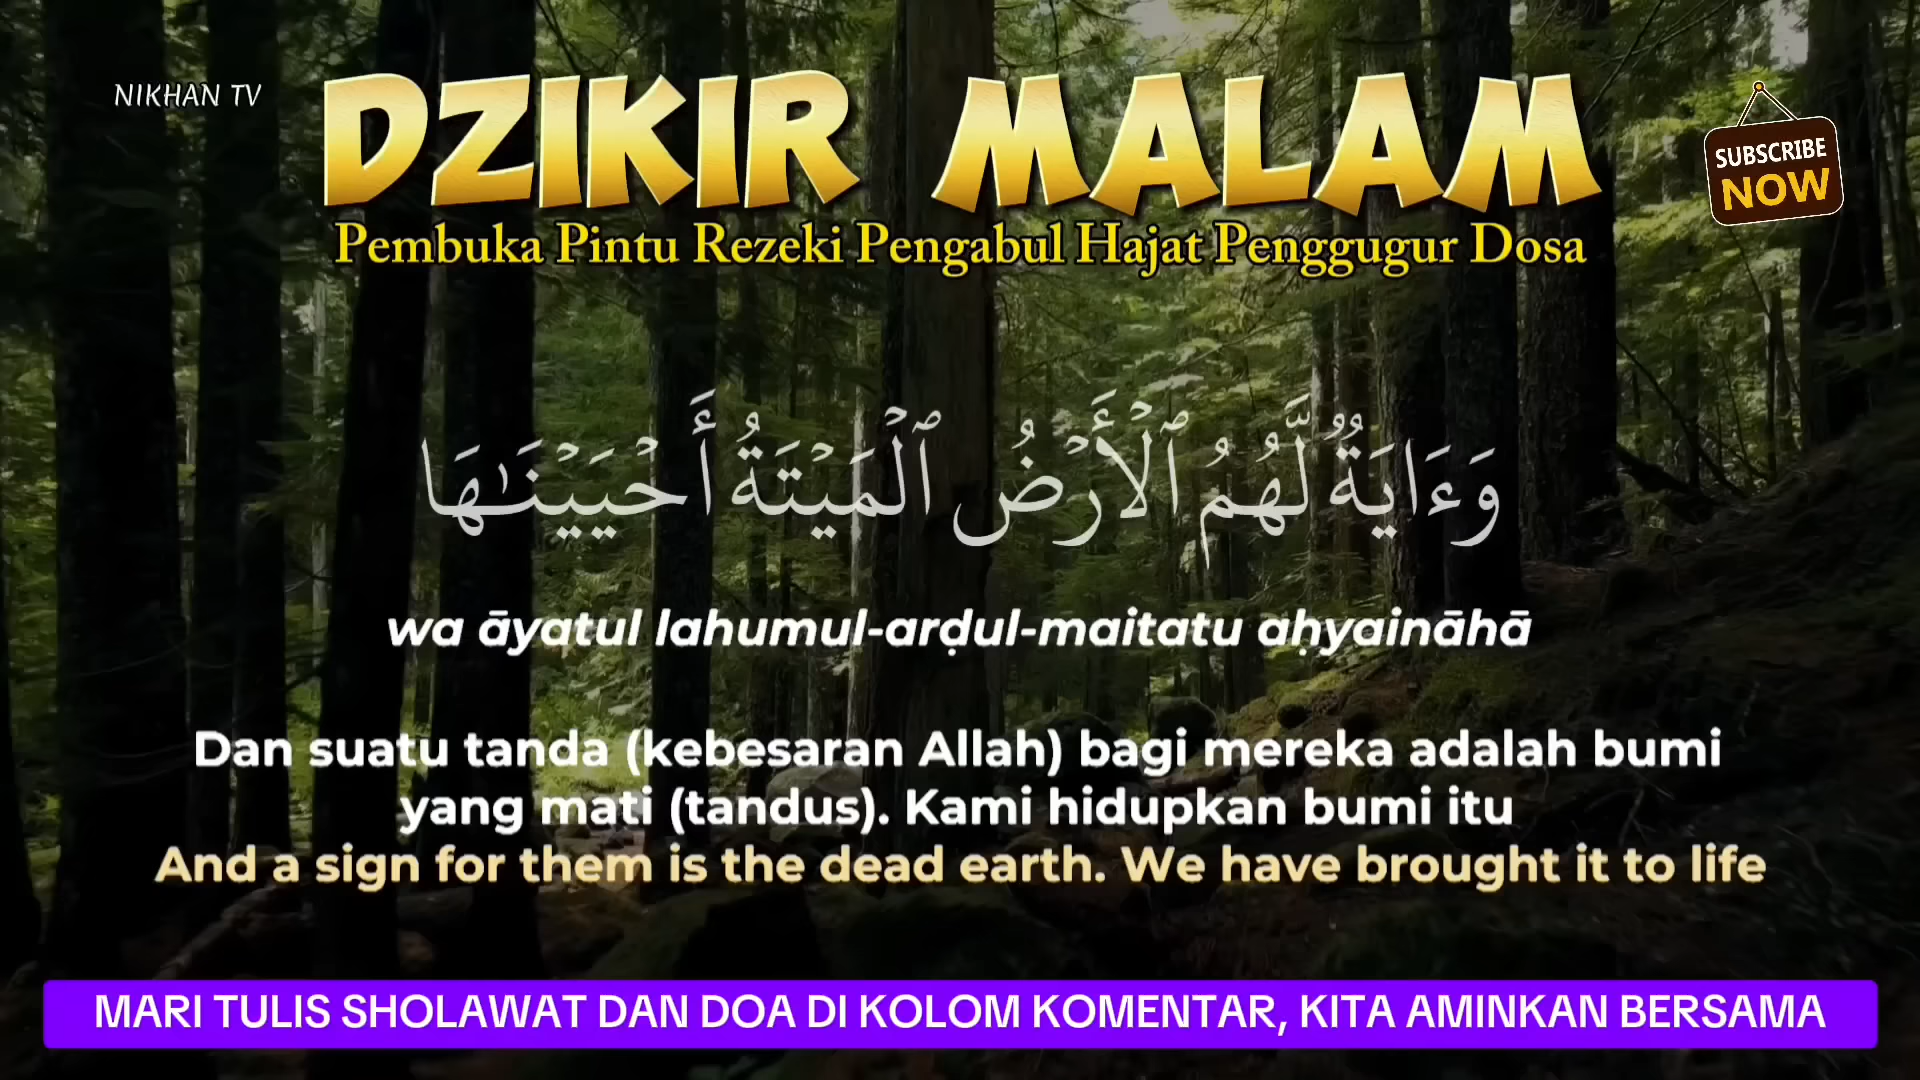 NIKHAN TV
DZIKIR MALAM
SUBSCRIBE
NOW
Pembuka Pintu Rezeki Pengabul Hajat Penggugur Dosa
وَءَايَةٌ لَّهُمُ ٱلْأَرْضُ ٱلْمَيْتَةُ أَحْيَيْنَٰهَا
wa āyatul lahumul-arḍul-maitatu aḥyaināhā
Dan suatu tanda (kebesaran Allah) bagi mereka adalah bumi
yang mati (tandus). Kami hidupkan bumi itu
And a sign for them is the dead earth. We have brought it to life
MARI TULIS SHOLAWAT DAN DOA DI KOLOM KOMENTAR, KITA AMINKAN BERSAMA